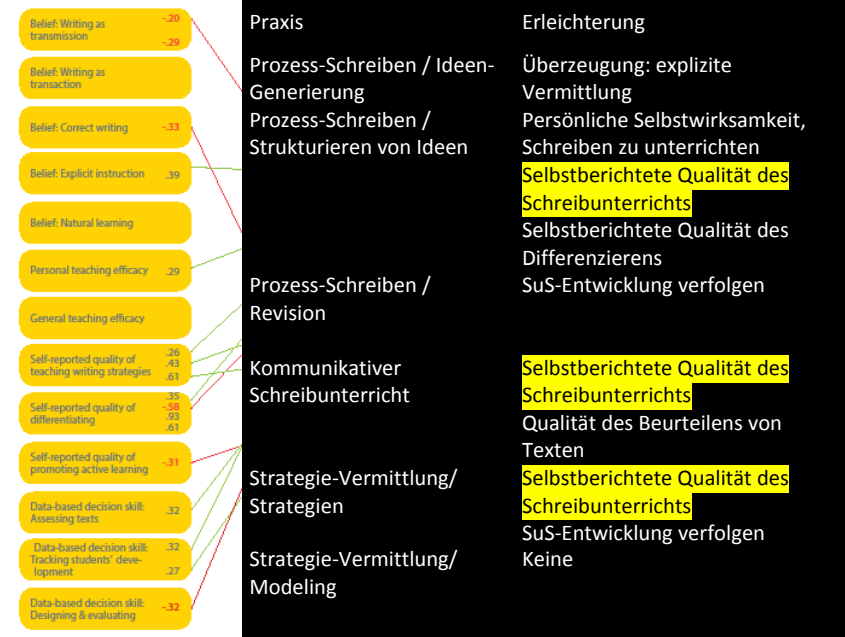 Belief: Writing as
transmission
-.20
-.29
Belief: Writing as
transaction
Belief: Correct writing
-.33
Belief: Explicit instruction
.39
Belief: Natural learning
Personal teaching efficacy
.29
General teaching efficacy
Self-reported quality of
teaching writing strategies
.26
.43
.61
Self-reported quality of
differentiating
.35
-.58
.93
.61
Self-reported quality of
promoting active learning
-.31
Data-based decision skill:
Assessing texts
.32
Data-based decision skill:
Tracking students' deve-
lopment
.32
.27
Data-based decision skill:
Designing & evaluating
-.32
Praxis
Erleichterung
Prozess-Schreiben / Ideen-
Generierung
Überzeugung: explizite
Vermittlung
Prozess-Schreiben /
Strukturieren von Ideen
Persönliche Selbstwirksamkeit,
Schreiben zu unterrichten
Selbstberichtete Qualität des
Schreibunterrichts
Selbstberichtete Qualität des
Differenzierens
Prozess-Schreiben /
Revision
SuS-Entwicklung verfolgen
Kommunikativer
Schreibunterricht
Selbstberichtete Qualität des
Schreibunterrichts
Qualität des Beurteilens von
Texten
Strategie-Vermittlung/
Strategien
Selbstberichtete Qualität des
Schreibunterrichts
SuS-Entwicklung verfolgen
Strategie-Vermittlung/
Modeling
Keine